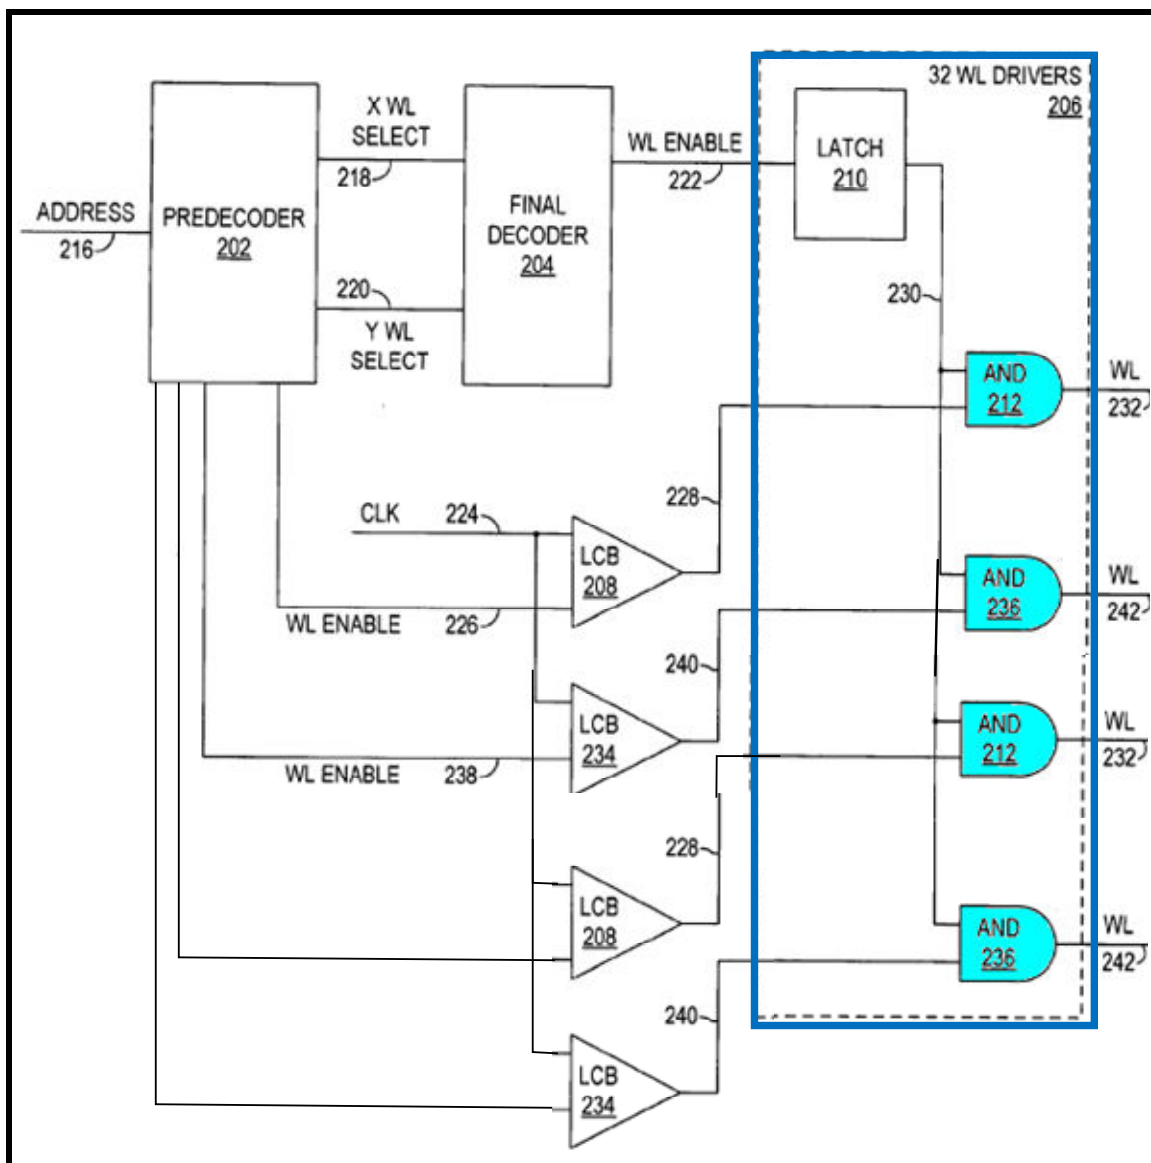 32 WL DRIVERS
206
X WL
SELECT
218
WL ENABLE
222
LATCH
210
ADDRESS
216
PREDECODER
202
FINAL
DECODER
204
220
Y WL
SELECT
230
AND
212
WL
232
CLK
224
228
LCB
208
WL ENABLE
226
AND
236
WL
242
240
LCB
234
WL ENABLE
238
AND
212
WL
232
228
LCB
208
AND
236
WL
242
240
LCB
234